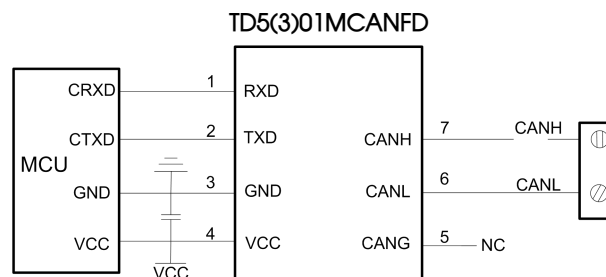 TD5(3)01MCANFD
CRXD 1 RXD
CTXD 2 TXD CANH 7 CANH
MCU
GND 3 GND CANL 6 CANL
VCC 4 VCC CANG 5 NC
VCC